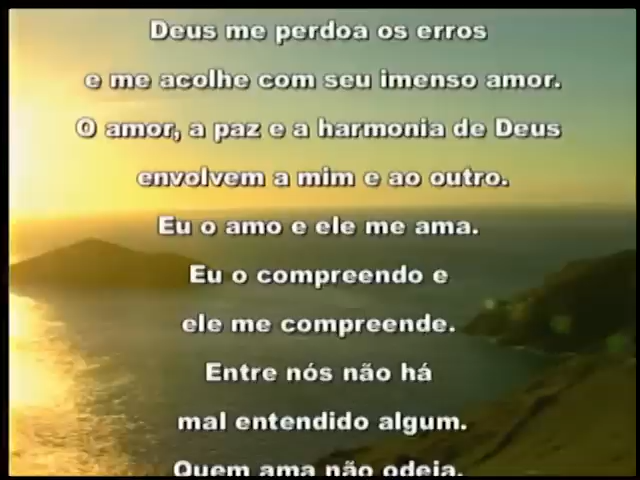 Deus me perdoa os erros
e me acolhe com seu imenso amor.
O amor, a paz e a harmonia de Deus
envolvem a mim e ao outro.
Eu o amo e ele me ama.
Eu o compreendo e
ele me compreende.
Entre nós não há
mal entendido algum.
Quem ama não odeia.